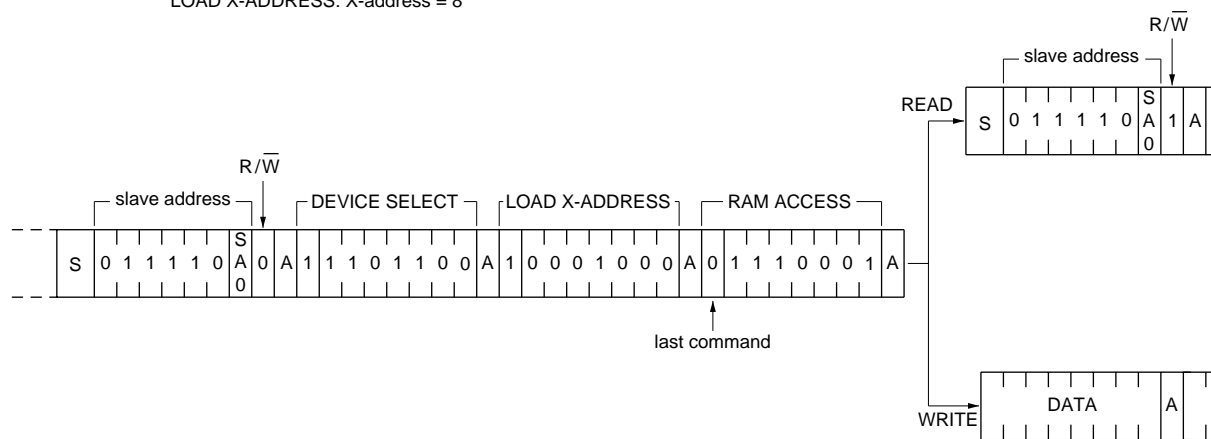 LOAD X-ADDRESS: X-address = 8
R/W̅
slave address
READ
S 0 1 1 1 1 0 SA0 1 A
R/W̅
slave address DEVICE SELECT LOAD X-ADDRESS RAM ACCESS
S 0 1 1 1 1 0 SA0 0 A 1 1 1 0 1 1 0 0 A 1 0 0 0 1 0 0 0 A 0 1 1 1 0 0 0 1 A
last command
WRITE
DATA A